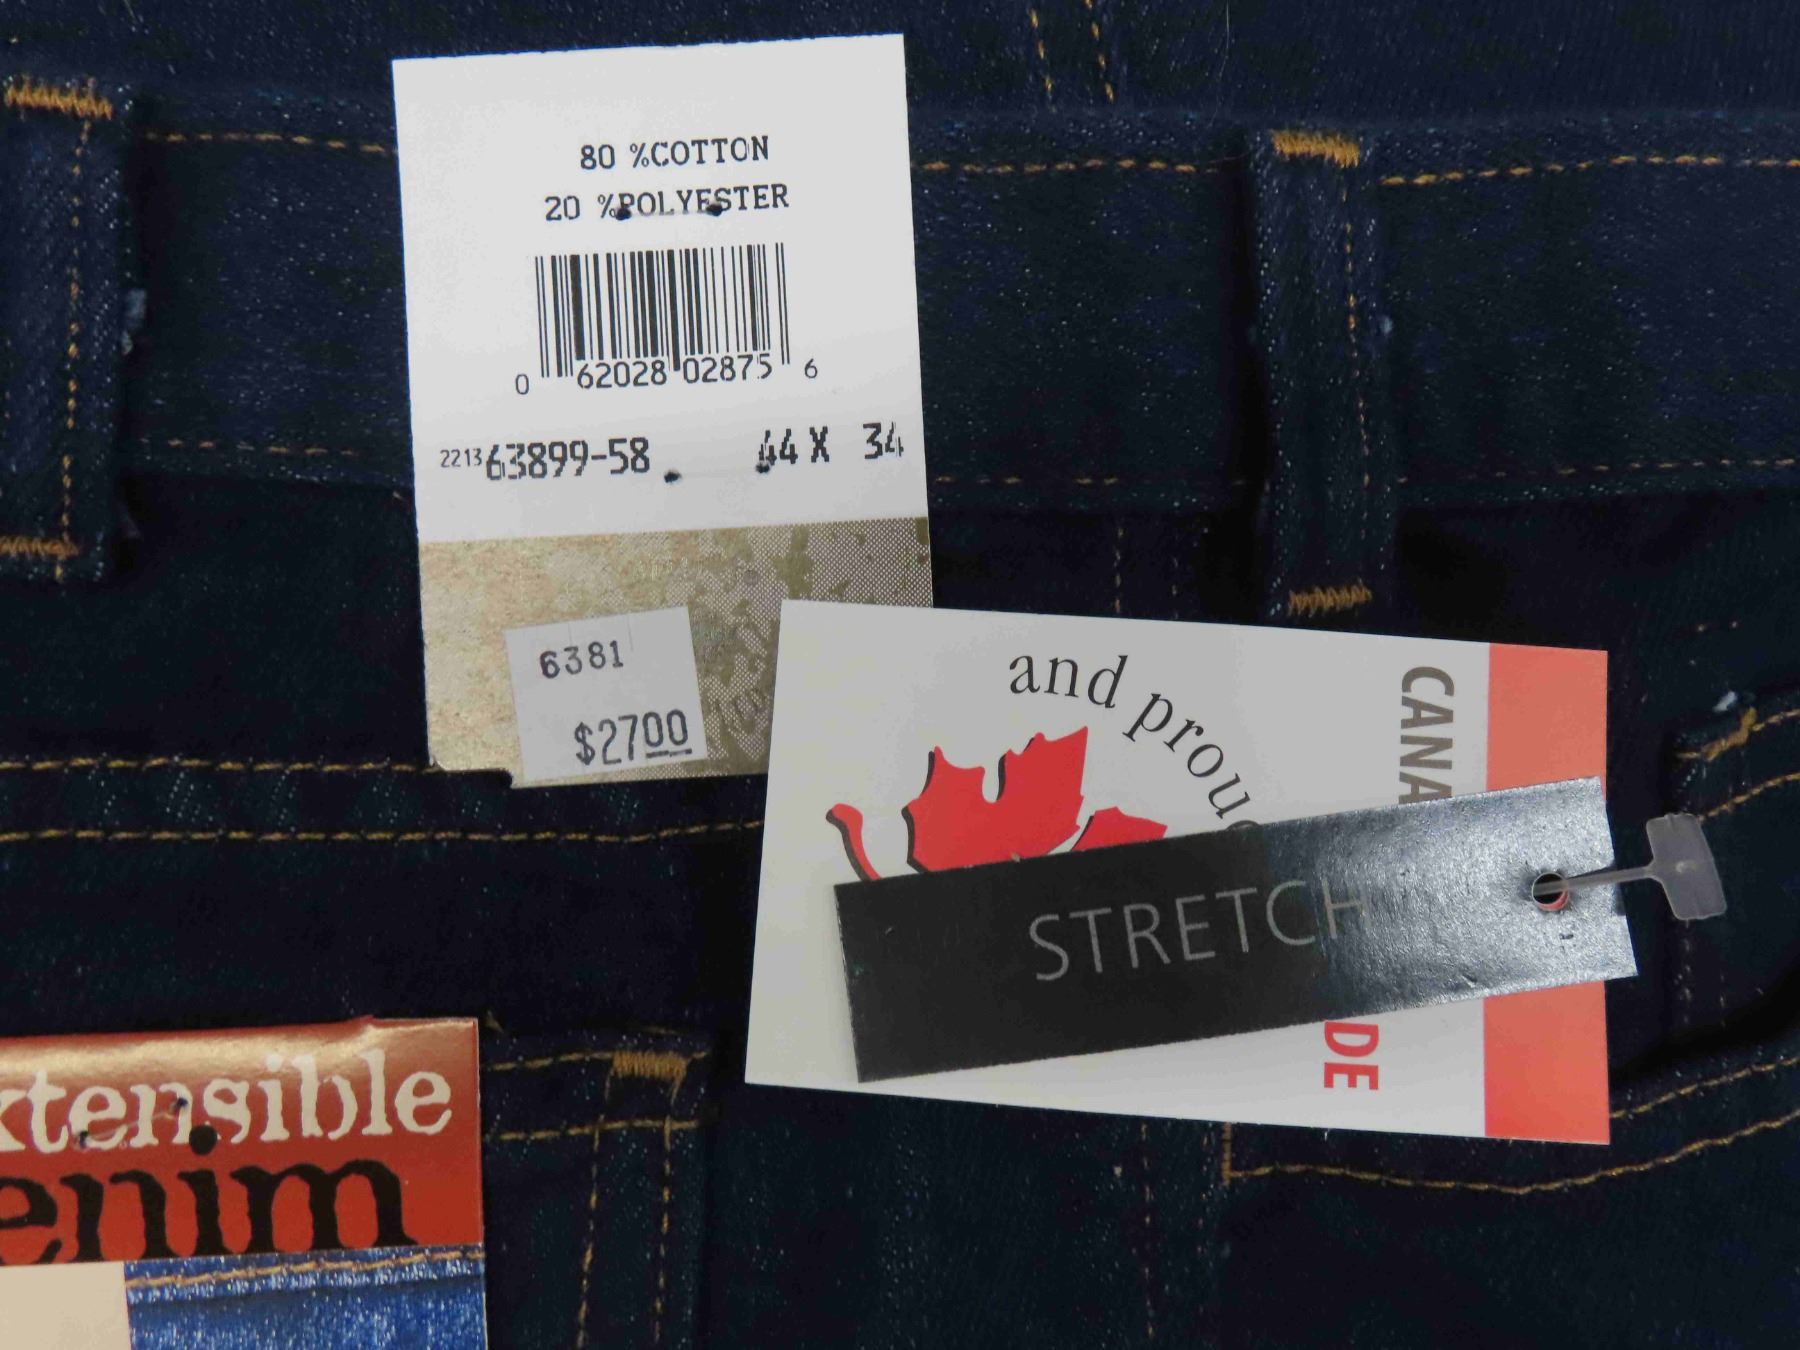 80 %COTTON
20 %POLYESTER
0 62028 02875 6
2213 63899-58 44 X 34
6381
$2700
and prou
CANA
STRETCH
DE
xtensible
enim